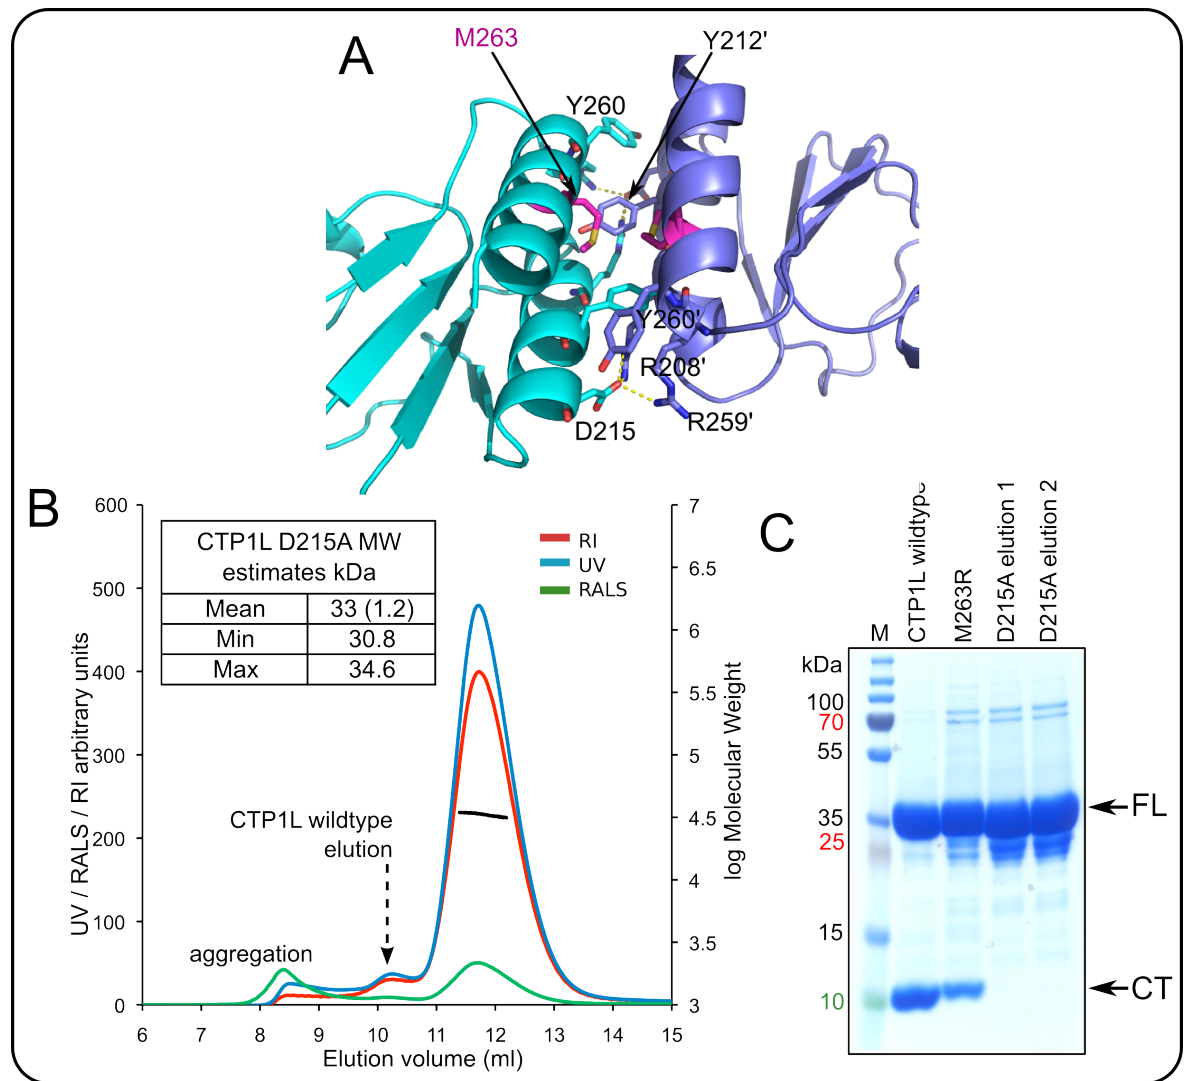 A
M263
Y212'
Y260
Y260'
R208'
D215
R259'
B
600
500
400
300
200
100
0
UV / RALS / RI arbitrary units
CTP1L D215A MW
estimates kDa
Mean 33 (1.2)
Min 30.8
Max 34.6
RI
UV
RALS
CTP1L wildtype
elution
aggregation
7
6.5
6
5.5
5
4.5
4
3.5
3
log Molecular Weight
6 7 8 9 10 11 12 13 14 15
Elution volume (ml)
C
M
CTP1L wildtype
M263R
D215A elution 1
D215A elution 2
kDa
100
70
55
35
25
15
10
FL
CT